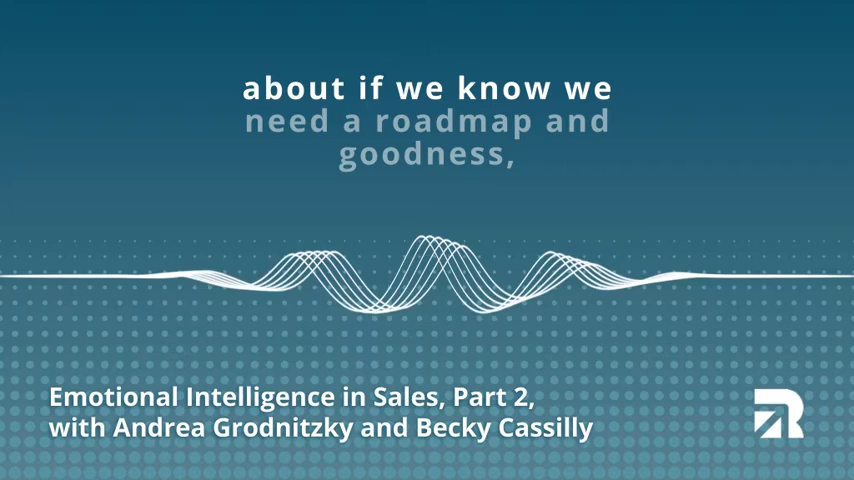 about if we know we
need a roadmap and
goodness,
Emotional Intelligence in Sales, Part 2,
with Andrea Grodnitzky and Becky Cassilly